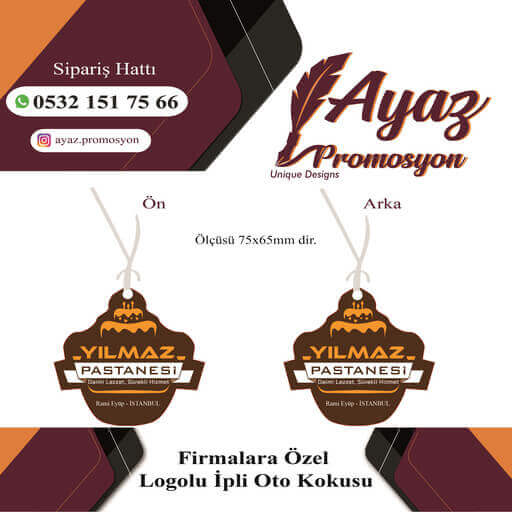 Sipariş Hattı
0532 151 75 66
ayaz.promosyon
Ayaz
Promosyon
Unique Designs
Ön
Arka
Ölçüsü 75x65mm dir.
YILMAZ
PASTANESİ
Daimi Lezzet, Sürekli Hizmet
Rami Eyüp - İSTANBUL
YILMAZ
PASTANESİ
Daimi Lezzet, Sürekli Hizmet
Rami Eyüp - İSTANBUL
Firmalara Özel
Logolu İpli Oto Kokusu